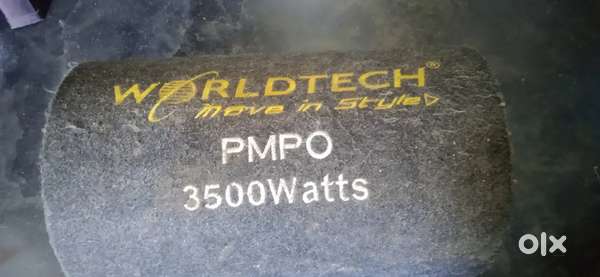 WORLDTECH®
move in Style
PMPO
3500Watts
olx